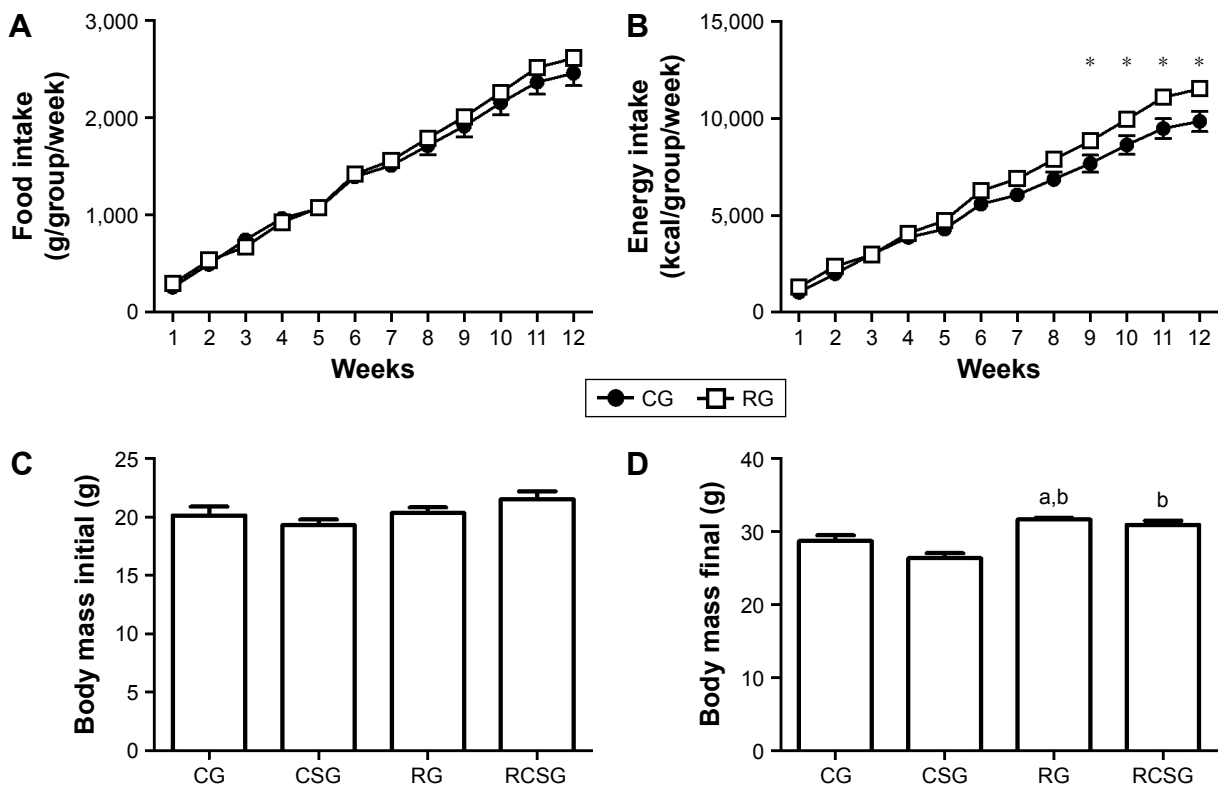 A
Food intake
(g/group/week)
3,000
2,000
1,000
0
1 2 3 4 5 6 7 8 9 10 11 12
Weeks
B
Energy intake
(kcal/group/week)
15,000
10,000
5,000
0
* * * *
1 2 3 4 5 6 7 8 9 10 11 12
Weeks
CG RG
C
Body mass initial (g)
25
20
15
10
5
0
CG CSG RG RCSG
D
Body mass final (g)
40
30
20
30
10
0
a,b b
CG CSG RG RCSG